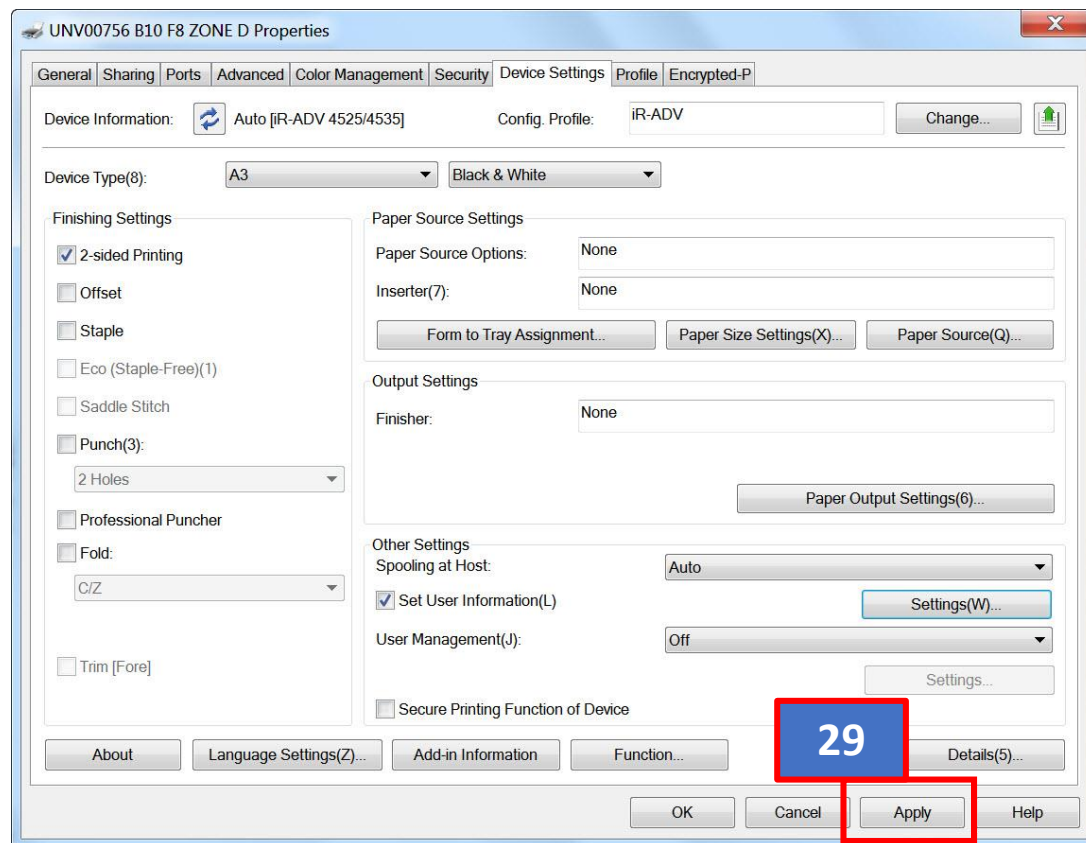 UNV00756 B10 F8 ZONE D Properties
General Sharing Ports Advanced Color Management Security Device Settings Profile Encrypted-P
Device Information: Auto [iR-ADV 4525/4535] Config. Profile: iR-ADV Change...
Device Type(8): A3 Black & White
Finishing Settings
2-sided Printing
Offset
Staple
Eco (Staple-Free)(1)
Saddle Stitch
Punch(3):
2 Holes
Professional Puncher
Fold:
C/Z
Trim [Fore]
Paper Source Settings
Paper Source Options: None
Inserter(7): None
Form to Tray Assignment... Paper Size Settings(X)... Paper Source(Q)...
Output Settings
Finisher: None
Paper Output Settings(6)...
Other Settings
Spooling at Host: Auto
Set User Information(L) Settings(W)...
User Management(J): Off
Settings...
Secure Printing Function of Device
About Language Settings(Z)... Add-in Information Function... 29 Details(5)...
OK Cancel Apply Help